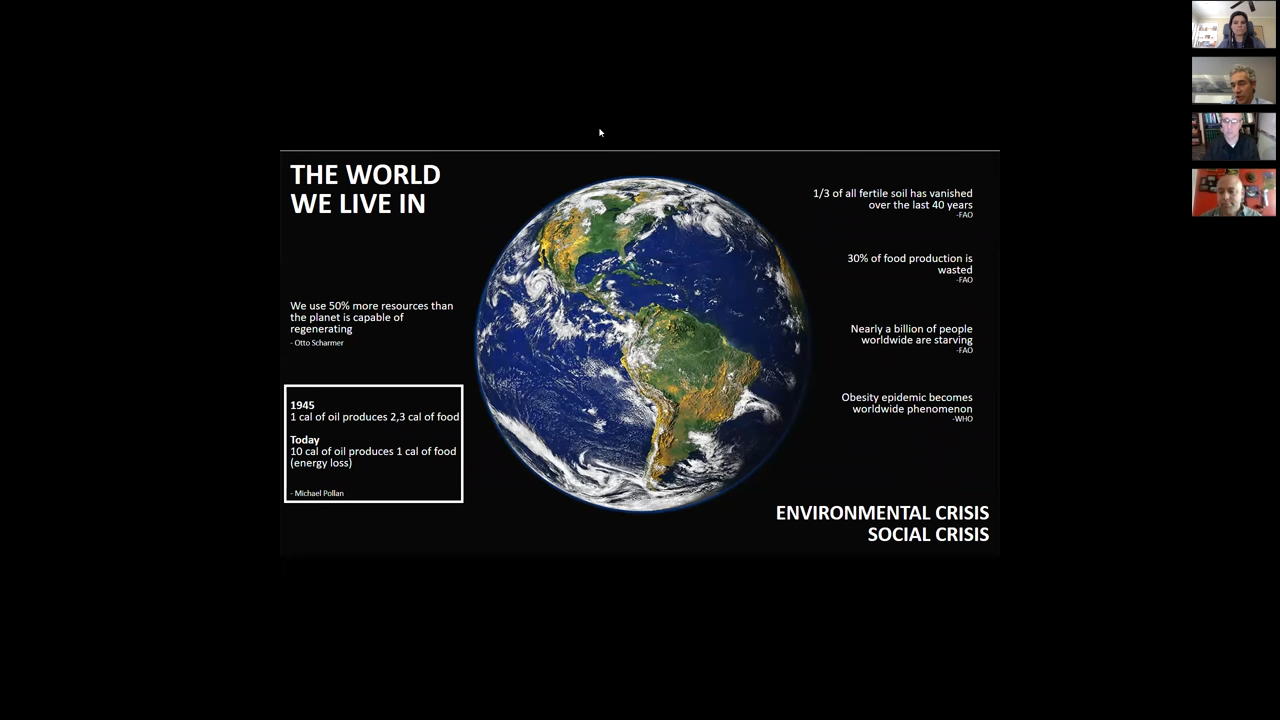 THE WORLD
WE LIVE IN
We use 50% more resources than
the planet is capable of
regenerating
- Otto Scharmer
1945
1 cal of oil produces 2,3 cal of food
Today
10 cal of oil produces 1 cal of food
(energy loss)
- Michael Pollan
1/3 of all fertile soil has vanished
over the last 40 years
-FAO
30% of food production is
wasted
-FAO
Nearly a billion of people
worldwide are starving
-FAO
Obesity epidemic becomes
worldwide phenomenon
-WHO
ENVIRONMENTAL CRISIS
SOCIAL CRISIS